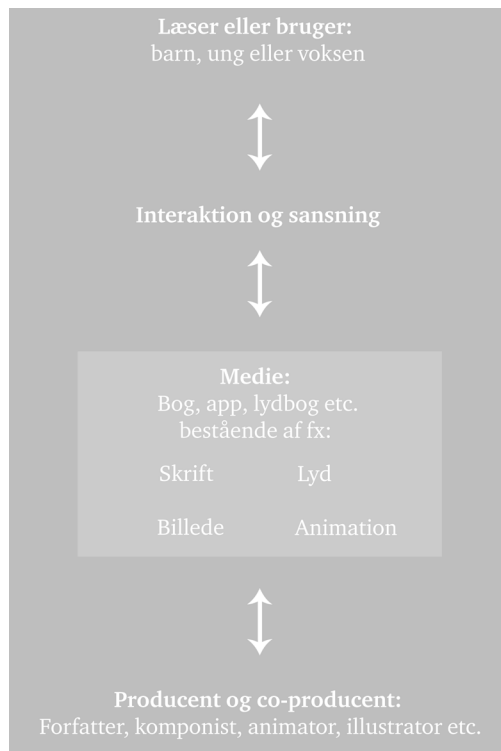 Læser eller bruger:
barn, ung eller voksen
Interaktion og sansning
Medie:
Bog, app, lydbog etc.
bestående af fx:
Skrift Lyd
Billede Animation
Producent og co-producent:
Forfatter, komponist, animator, illustrator etc.